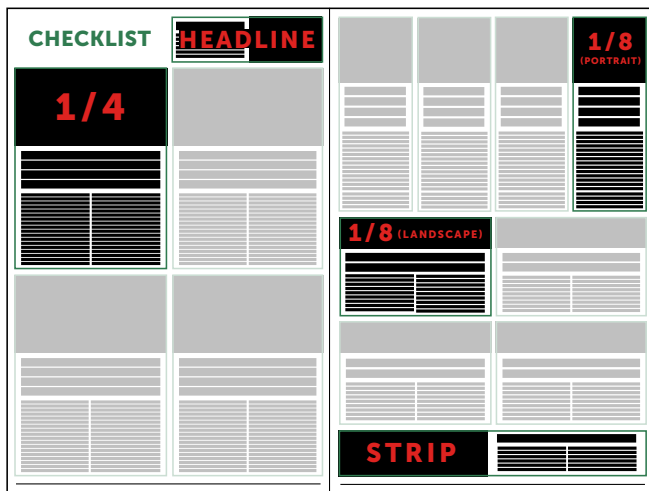 CHECKLIST
HEADLINE
1/4
1/8
(PORTRAIT)
1/8 (LANDSCAPE)
STRIP